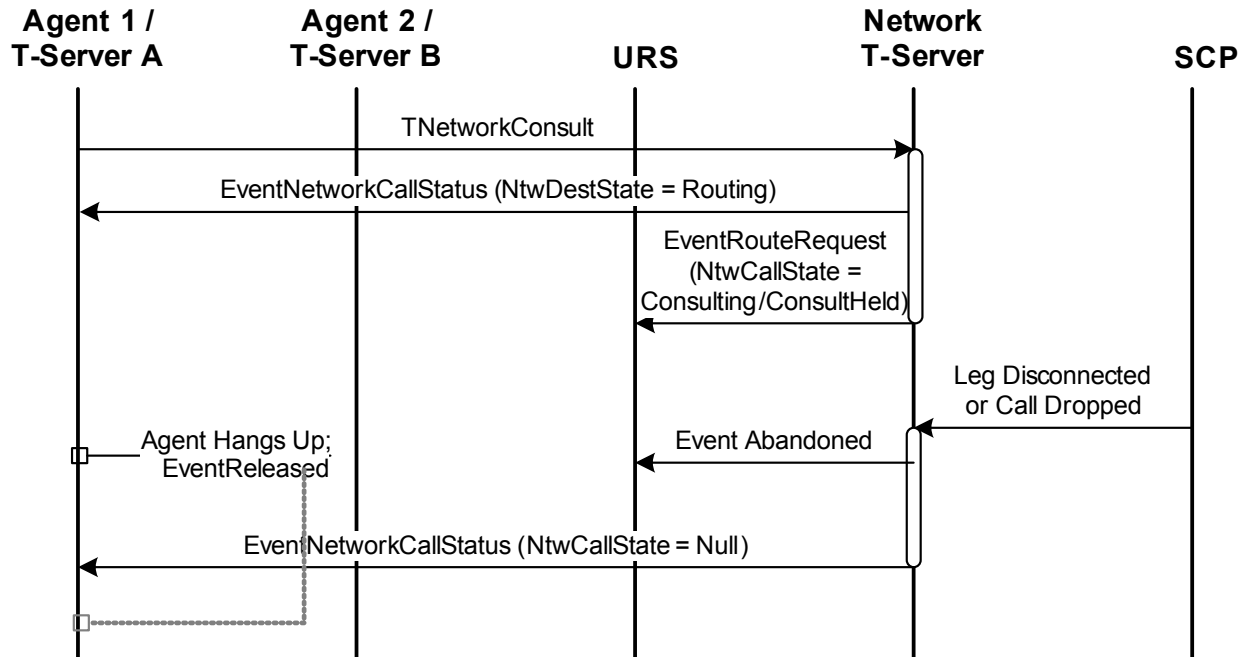 Agent 1 /
T-Server A
Agent 2 /
T-Server B
URS
Network
T-Server
SCP
TNetworkConsult
EventNetworkCallStatus (NtwDestState = Routing)
EventRouteRequest
(NtwCallState =
Consulting/ConsultHeld)
Leg Disconnected
or Call Dropped
Agent Hangs Up;
EventReleased
Event Abandoned
EventNetworkCallStatus (NtwCallState = Null)